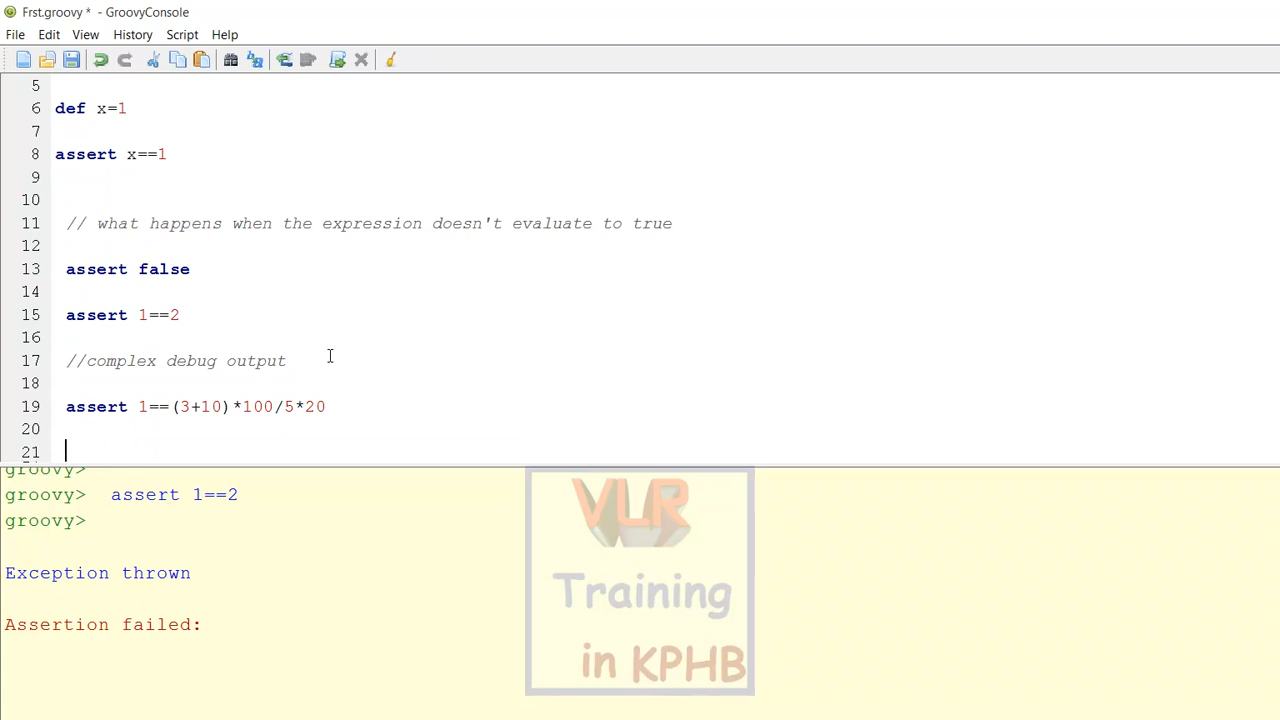 Frst.groovy * - GroovyConsole
File Edit View History Script Help
5
6 def x=1
7
8 assert x==1
9
10
11 // what happens when the expression doesn't evaluate to true
12
13 assert false
14
15 assert 1==2
16
17 //complex debug output
18
19 assert 1==(3+10)*100/5*20
20
21
groovy>
groovy> assert 1==2
groovy>
Exception thrown
Assertion failed:
VLR
Training
in KPHB